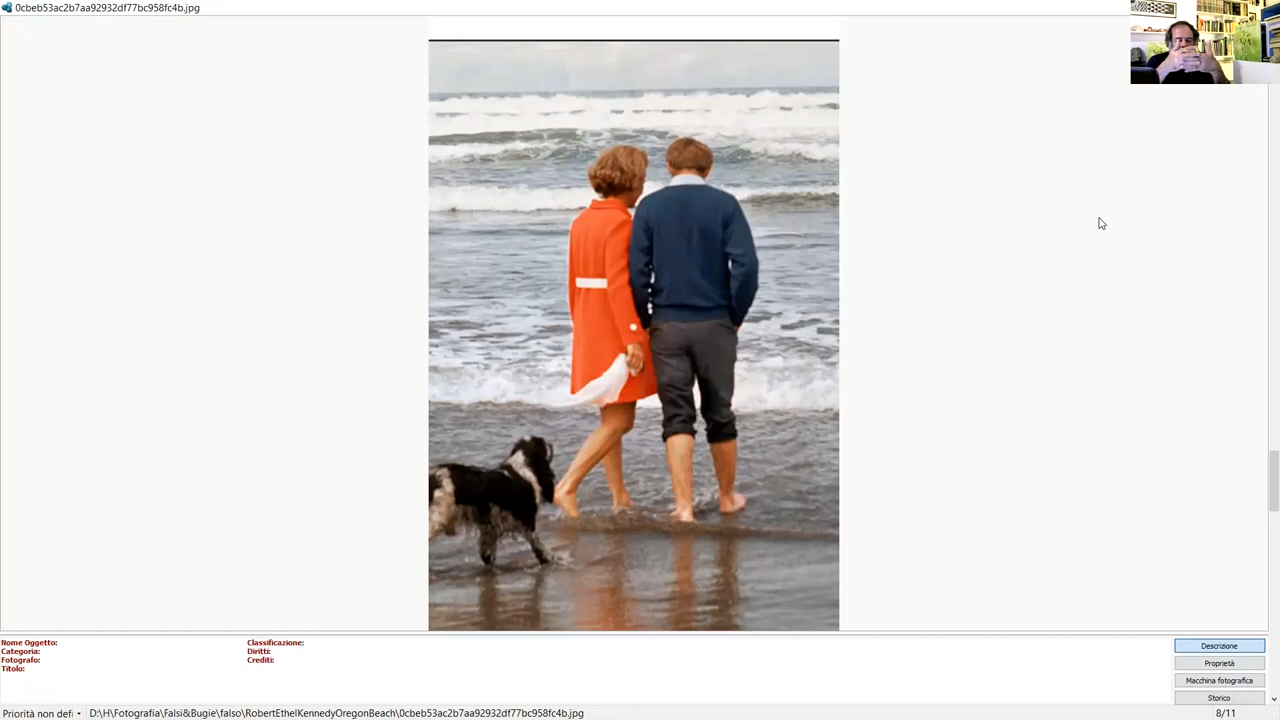 0cbeb53ac2b7aa92932df77bc958fc4b.jpg
Nome Oggetto:
Categoria:
Fotografo:
Titolo:
Classificazione:
Diritti:
Crediti:
Descrizione
Proprietà
Macchina fotografica
Storico
Priorità non defi
D:\H\Fotografia\Falsi&Bugie\falso\RobertEthelKennedyOregonBeach\0cbeb53ac2b7aa92932df77bc958fc4b.jpg
8/11